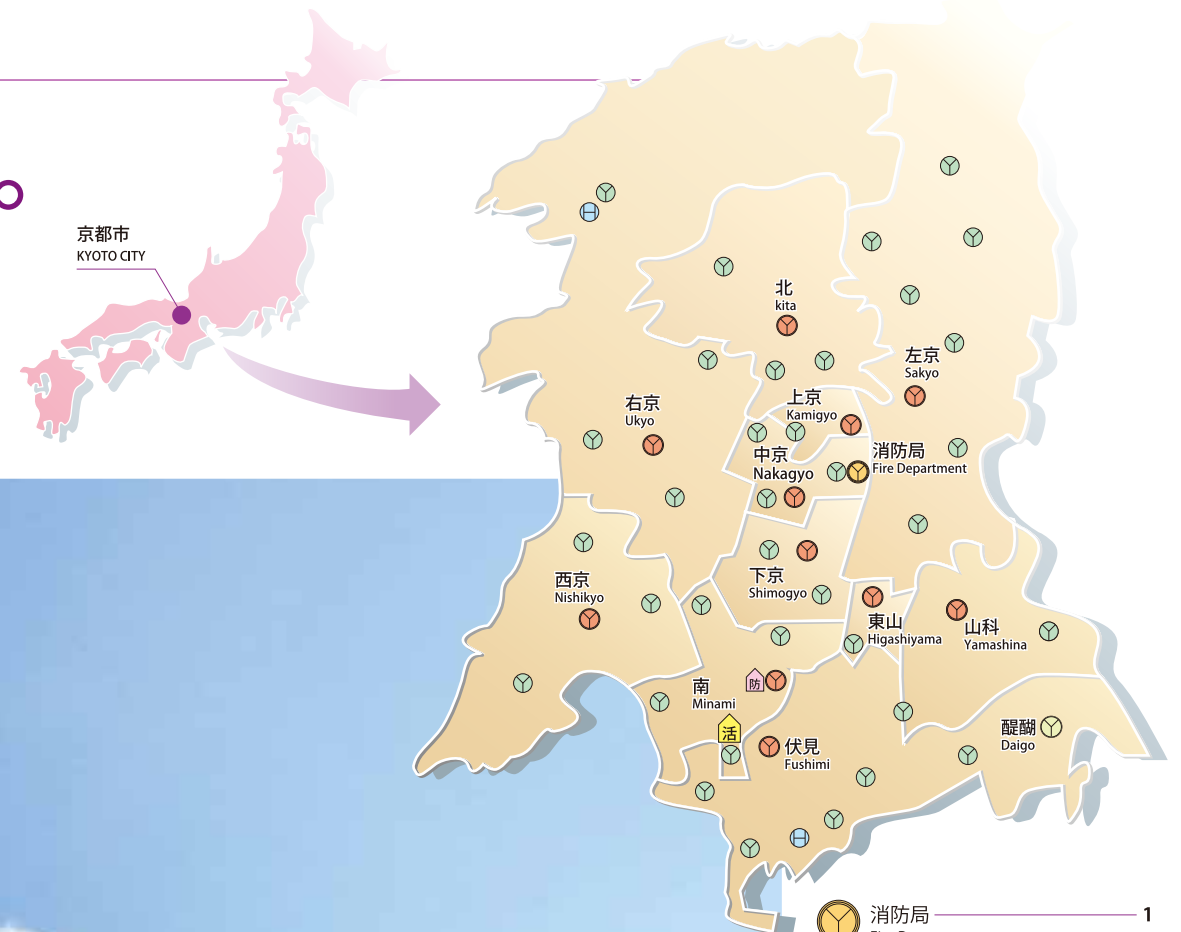 京都市
KYOTO CITY
北
kita
左京
Sakyo
上京
Kamigyo
右京
Ukyo
消防局
Fire Department
中京
Nakagyo
西京
Nishikyo
下京
Shimogyo
東山
Higashiyama
山科
Yamashina
防
南
Minami
活
伏見
Fushimi
醍醐
Daigo
消防局 1